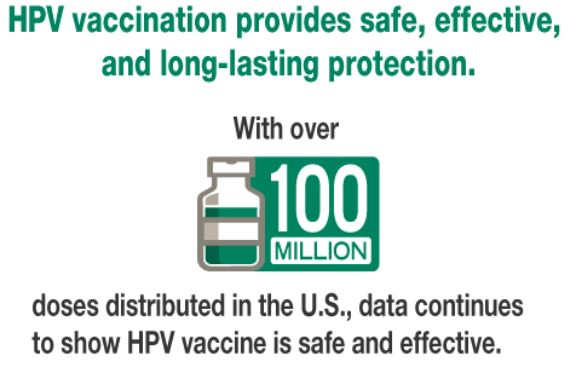 HPV vaccination provides safe, effective,
and long-lasting protection.
With over
100
MILLION
doses distributed in the U.S., data continues
to show HPV vaccine is safe and effective.